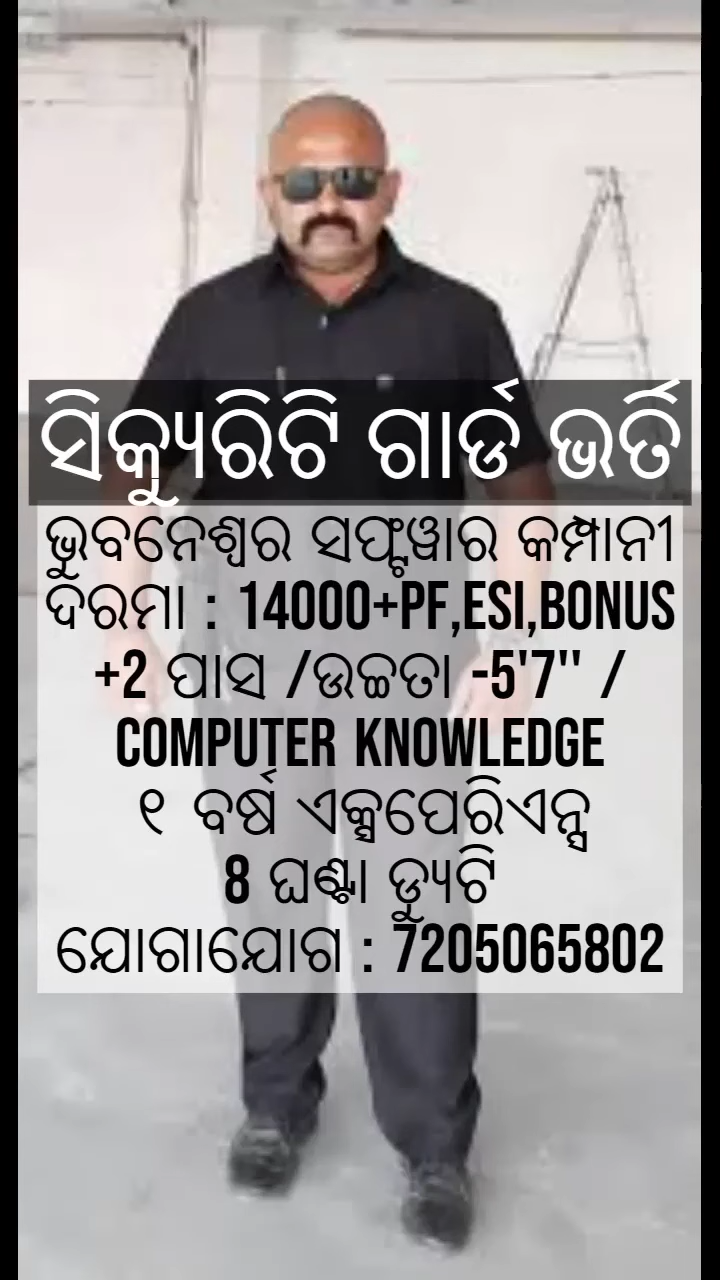 ସିକ୍ୟୁରିଟି ଗାର୍ଡ ଭର୍ତି
ଭୁବନେଶ୍ୱର ସଫ୍ଟୱାର କମ୍ପାନୀ
ଦରମା : 14000+PF,ESI,BONUS
+2 ପାସ /ଉଚ୍ଚତା -5'7'' /
COMPUTER KNOWLEDGE
୧ ବର୍ଷ ଏକ୍ସପେରିଏନ୍ସ
8 ଘଣ୍ଟା ଡ୍ୟୁଟି
ଯୋଗାଯୋଗ : 7205065802